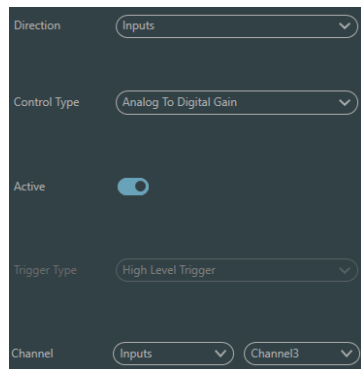 Direction Inputs
Control Type Analog To Digital Gain
Active
Trigger Type High Level Trigger
Channel Inputs Channel3